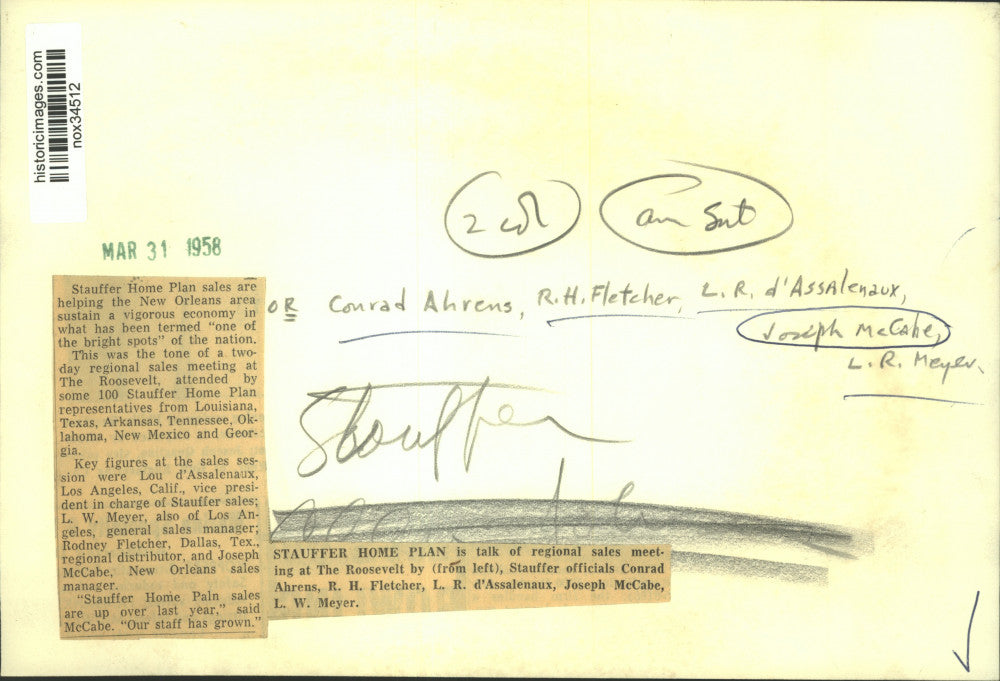 historicimages.com
nox34512
2 col
am Sat
MAR 31 1958
OR Conrad Ahrens, R.H. Fletcher, L.R. d'Assalenaux,
Joseph McCabe,
L.R. Meyer.
Stauffer
Stauffer Home Plan sales are
helping the New Orleans area
sustain a vigorous economy in
what has been termed "one of
the bright spots" of the nation.
This was the tone of a two-
day regional sales meeting at
The Roosevelt, attended by
some 100 Stauffer Home Plan
representatives from Louisiana,
Texas, Arkansas, Tennessee, Ok-
lahoma, New Mexico and Geor-
gia.
Key figures at the sales ses-
sion were Lou d'Assalenaux,
Los Angeles, Calif., vice presi-
dent in charge of Stauffer sales;
L. W. Meyer, also of Los An-
geles, general sales manager;
Rodney Fletcher, Dallas, Tex.,
regional distributor, and Joseph
McCabe, New Orleans sales
manager.
"Stauffer Home Paln sales
are up over last year," said
McCabe. "Our staff has grown."
STAUFFER HOME PLAN is talk of regional sales meet-
ing at The Roosevelt by (from left), Stauffer officials Conrad
Ahrens, R. H. Fletcher, L. R. d'Assalenaux, Joseph McCabe,
L. W. Meyer.